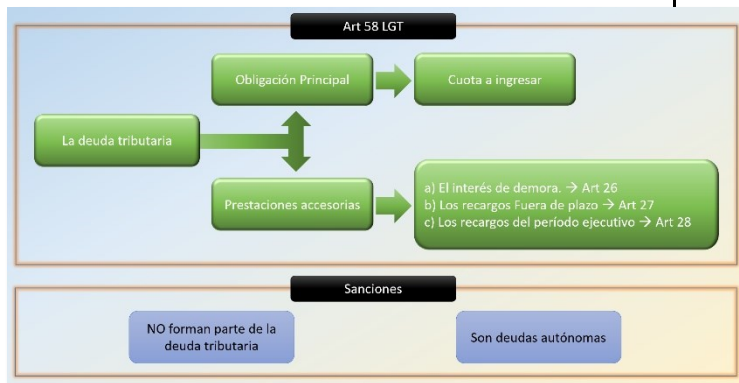 Art 58 LGT
Obligación Principal
Cuota a ingresar
La deuda tributaria
Prestaciones accesorias
a) El interés de demora. → Art 26
b) Los recargos Fuera de plazo → Art 27
c) Los recargos del período ejecutivo → Art 28
Sanciones
NO forman parte de la
deuda tributaria
Son deudas autónomas